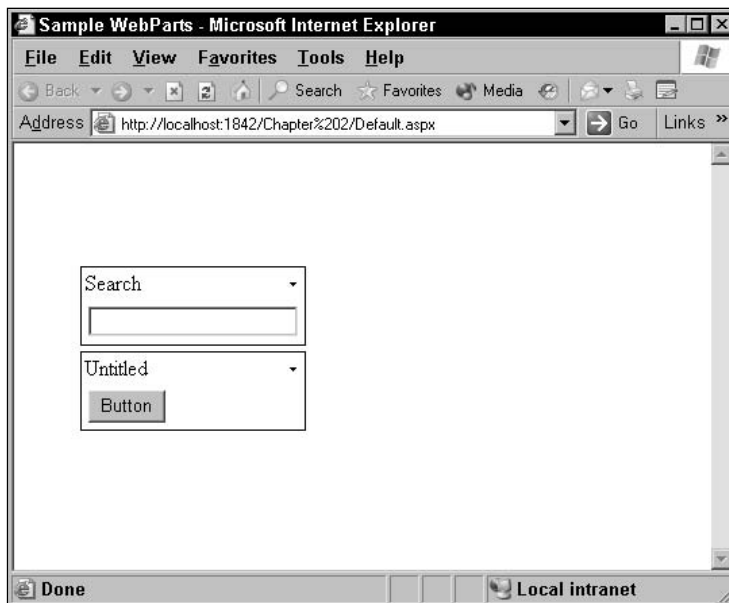 Sample WebParts - Microsoft Internet Explorer
File Edit View Favorites Tools Help
Back Search Favorites Media
Address http://localhost:1842/Chapter%202/Default.aspx Go Links »
Search
Untitled
Button
Done Local intranet